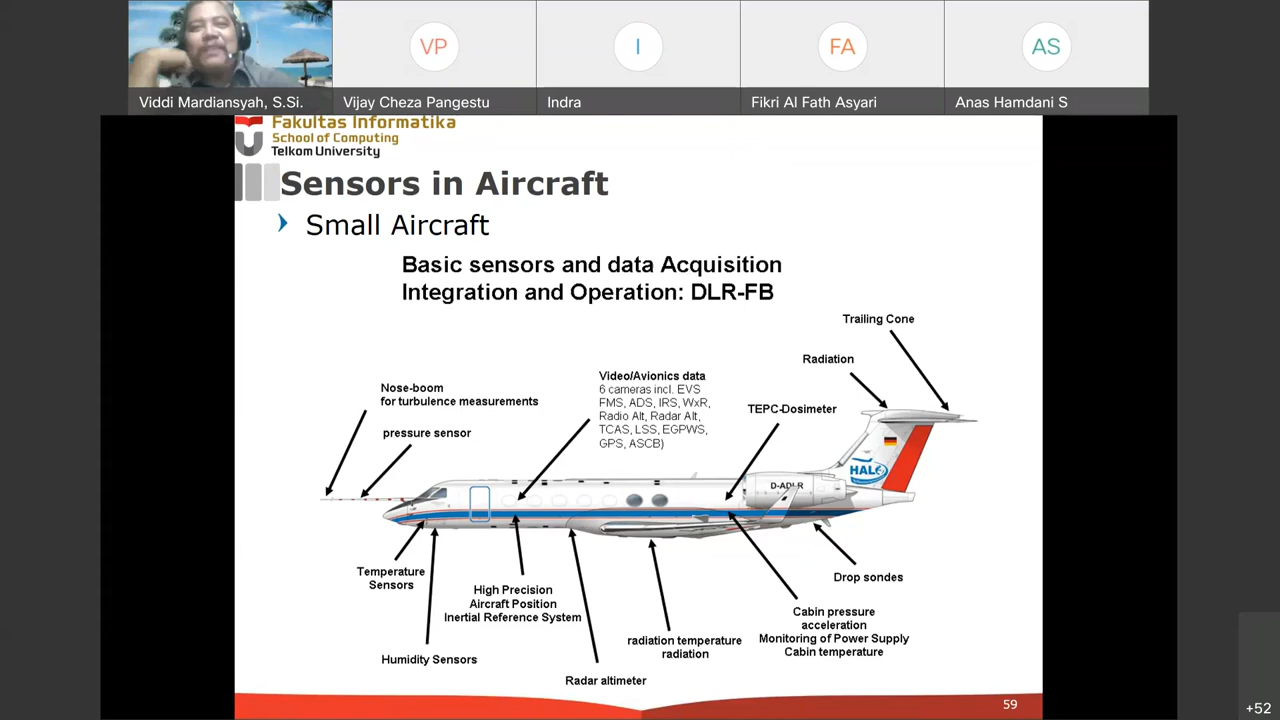 VP
I
FA
AS
Viddi Mardiansyah, S.Si.
Vijay Cheza Pangestu
Indra
Fikri Al Fath Asyari
Anas Hamdani S
Fakultas Informatika
School of Computing
Telkom University
Sensors in Aircraft
Small Aircraft
Basic sensors and data Acquisition
Integration and Operation: DLR-FB
Trailing Cone
Radiation
Nose-boom
for turbulence measurements
pressure sensor
Video/Avionics data
6 cameras incl. EVS
FMS, ADS, IRS, WxR,
Radio Alt, Radar Alt,
TCAS, LSS, EGPWS,
GPS, ASCB)
TEPC-Dosimeter
HALO
D-ADLR
Temperature
Sensors
High Precision
Aircraft Position
Inertial Reference System
Drop sondes
Cabin pressure
acceleration
Monitoring of Power Supply
Cabin temperature
radiation temperature
radiation
Humidity Sensors
Radar altimeter
59
+52